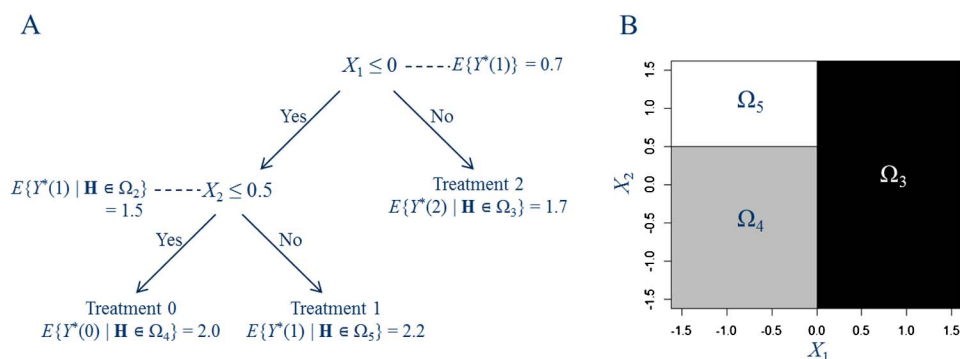 A
X₁ ≤ 0 ------ E{Y*(1)} = 0.7
Yes
No
E{Y*(1) | H ∈ Ω₂} ------ X₂ ≤ 0.5
= 1.5
Treatment 2
E{Y*(2) | H ∈ Ω₃} = 1.7
Yes
No
Treatment 0
E{Y*(0) | H ∈ Ω₄} = 2.0
Treatment 1
E{Y*(1) | H ∈ Ω₅} = 2.2
B
X₂
1.5
1.0
0.5
0.0
-0.5
-1.0
-1.5
Ω₅
Ω₃
Ω₄
-1.5 -1.0 -0.5 0.0 0.5 1.0 1.5
X₁